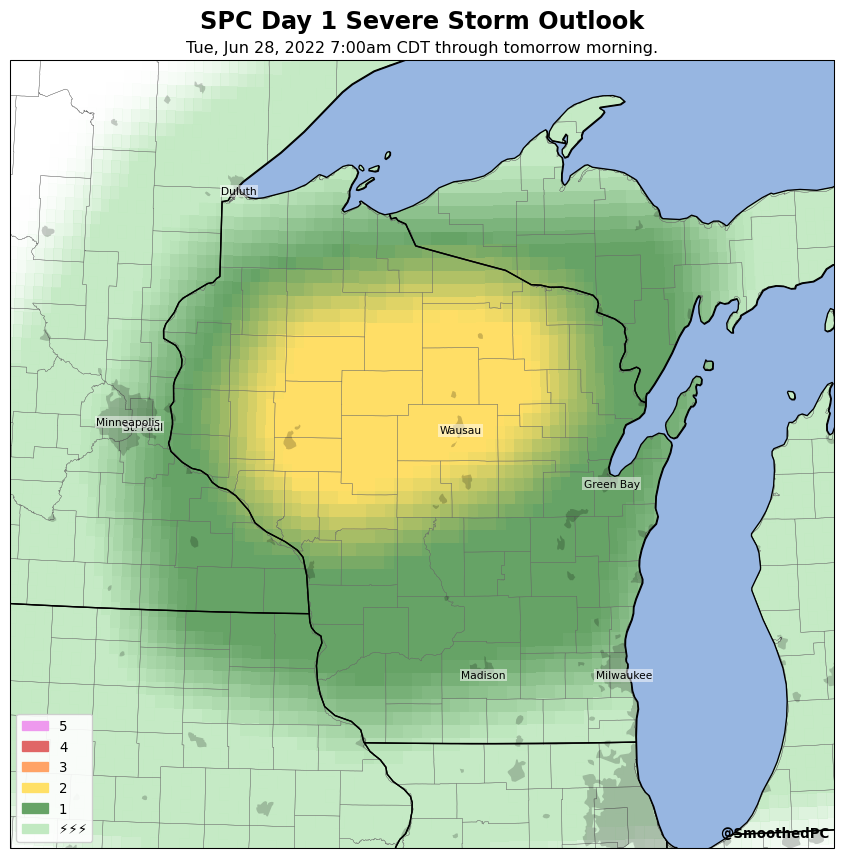 SPC Day 1 Severe Storm Outlook
Tue, Jun 28, 2022 7:00am CDT through tomorrow morning.
Duluth
Minneapolis
St. Paul
Wausau
Green Bay
Madison
Milwaukee
5
4
3
2
1
⚡⚡⚡
@SmoothedPC